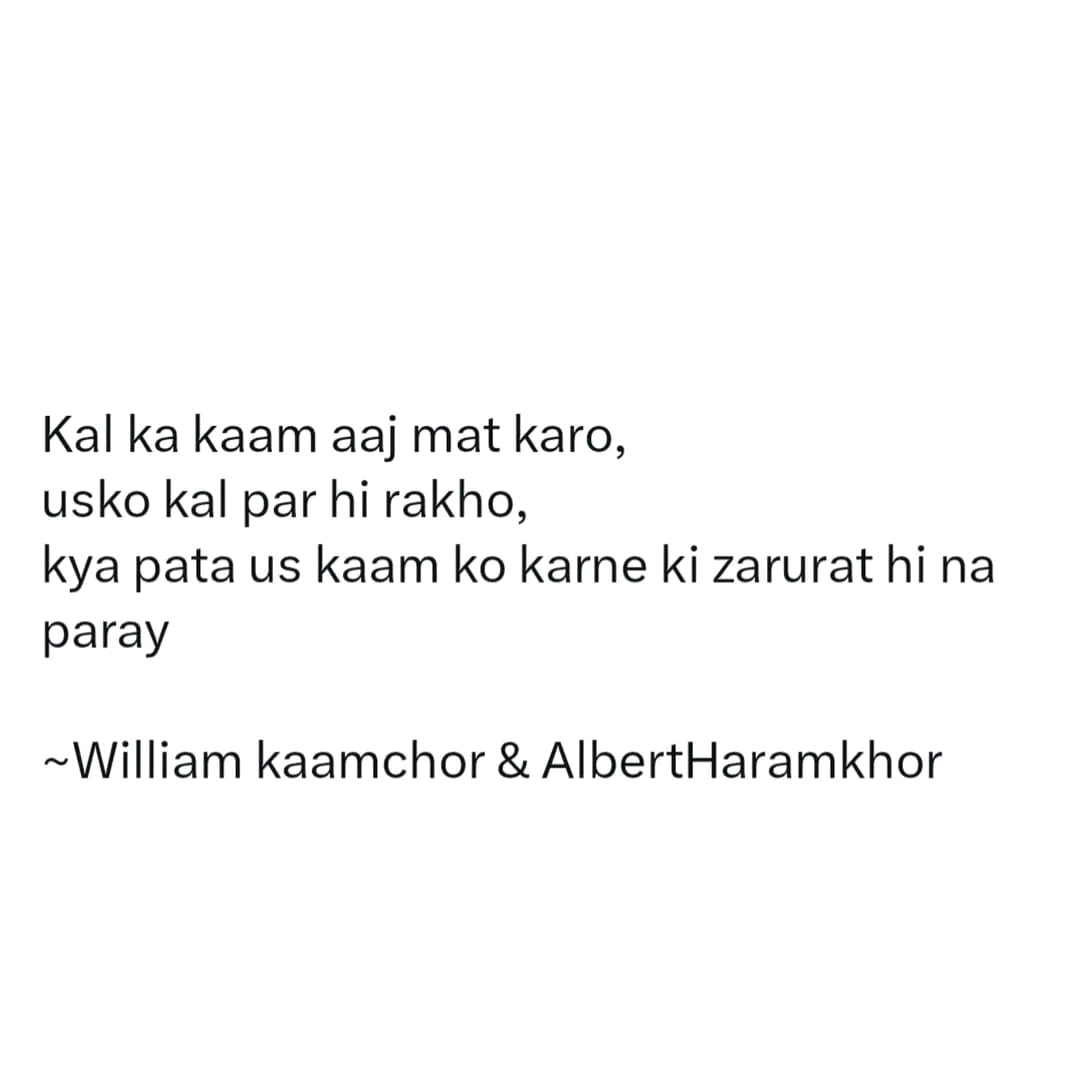 Kal ka kaam aaj mat karo,
usko kal par hi rakho,
kya pata us kaam ko karne ki zarurat hi na
paray
~William kaamchor & AlbertHaramkhor